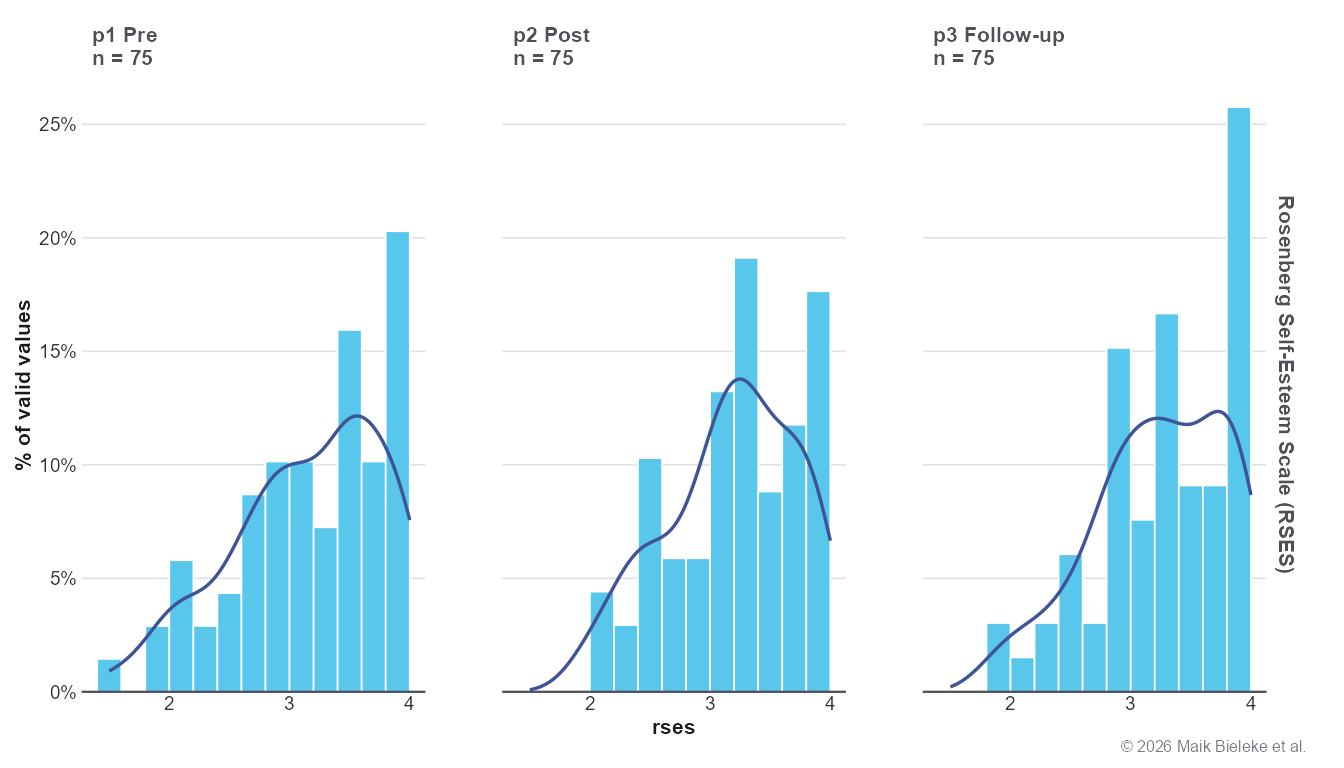 p1 Pre
n = 75
p2 Post
n = 75
p3 Follow-up
n = 75
25%
20%
15%
10%
5%
0%
% of valid values
2
3
4
2
3
4
2
3
4
rses
Rosenberg Self-Esteem Scale (RSES)
© 2026 Maik Bieleke et al.